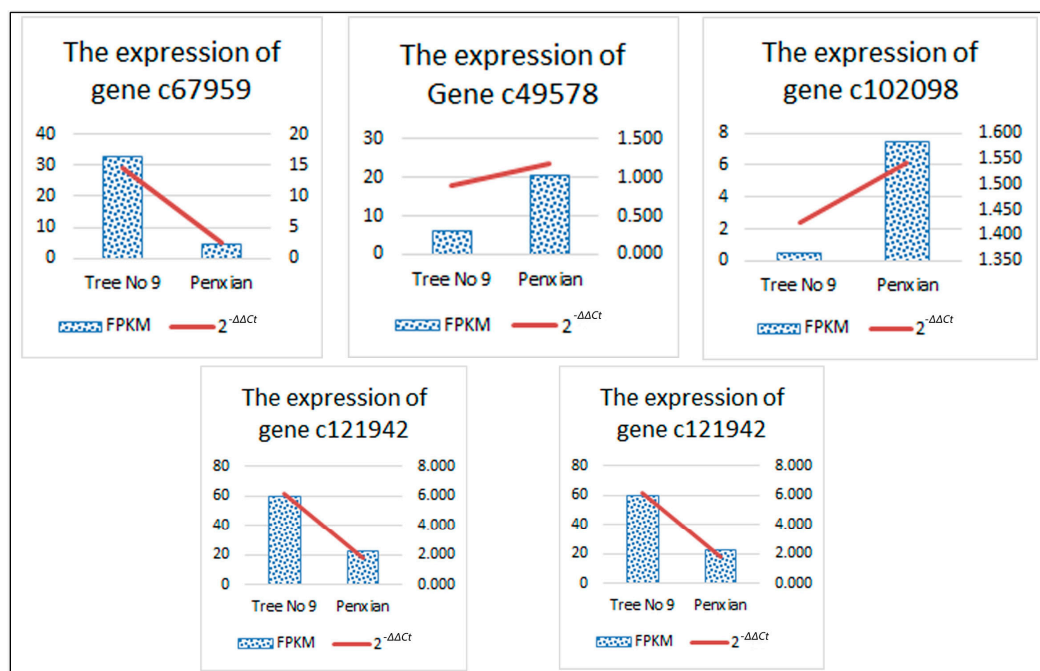 The expression of
gene c67959
40
30
20
10
0
20
15
10
5
0
Tree No 9 Penxian
FPKM 2^-ΔΔCt
The expression of
Gene c49578
30
20
10
0
1.500
1.000
0.500
0.000
Tree No 9 Penxian
FPKM 2^-ΔΔCt
The expression of
gene c102098
8
6
4
2
0
1.600
1.550
1.500
1.450
1.400
1.350
Tree No 9 Penxian
FPKM 2^-ΔΔCt
The expression of
gene c121942
80
60
40
20
0
8.000
6.000
4.000
2.000
0.000
Tree No 9 Penxian
FPKM 2^-ΔΔCt
The expression of
gene c121942
80
60
40
20
0
8.000
6.000
4.000
2.000
0.000
Tree No 9 Penxian
FPKM 2^-ΔΔCt